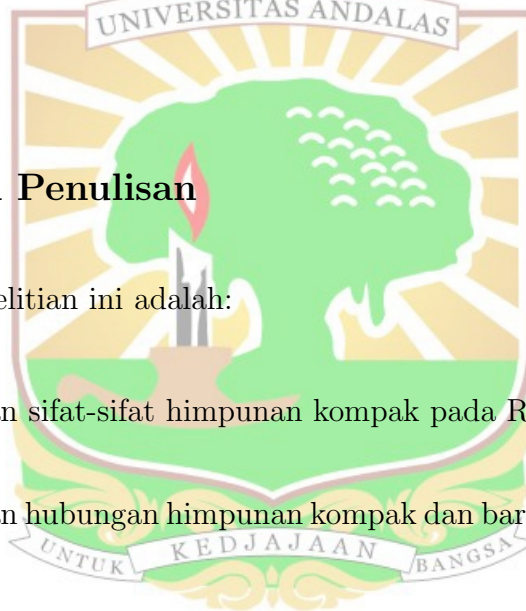 UNIVERSITAS ANDALAS
Penulisan
elitian ini adalah:
n sifat-sifat himpunan kompak pada R
n hubungan himpunan kompak dan bar
UNTUK KEDJAJAAN BANGSA